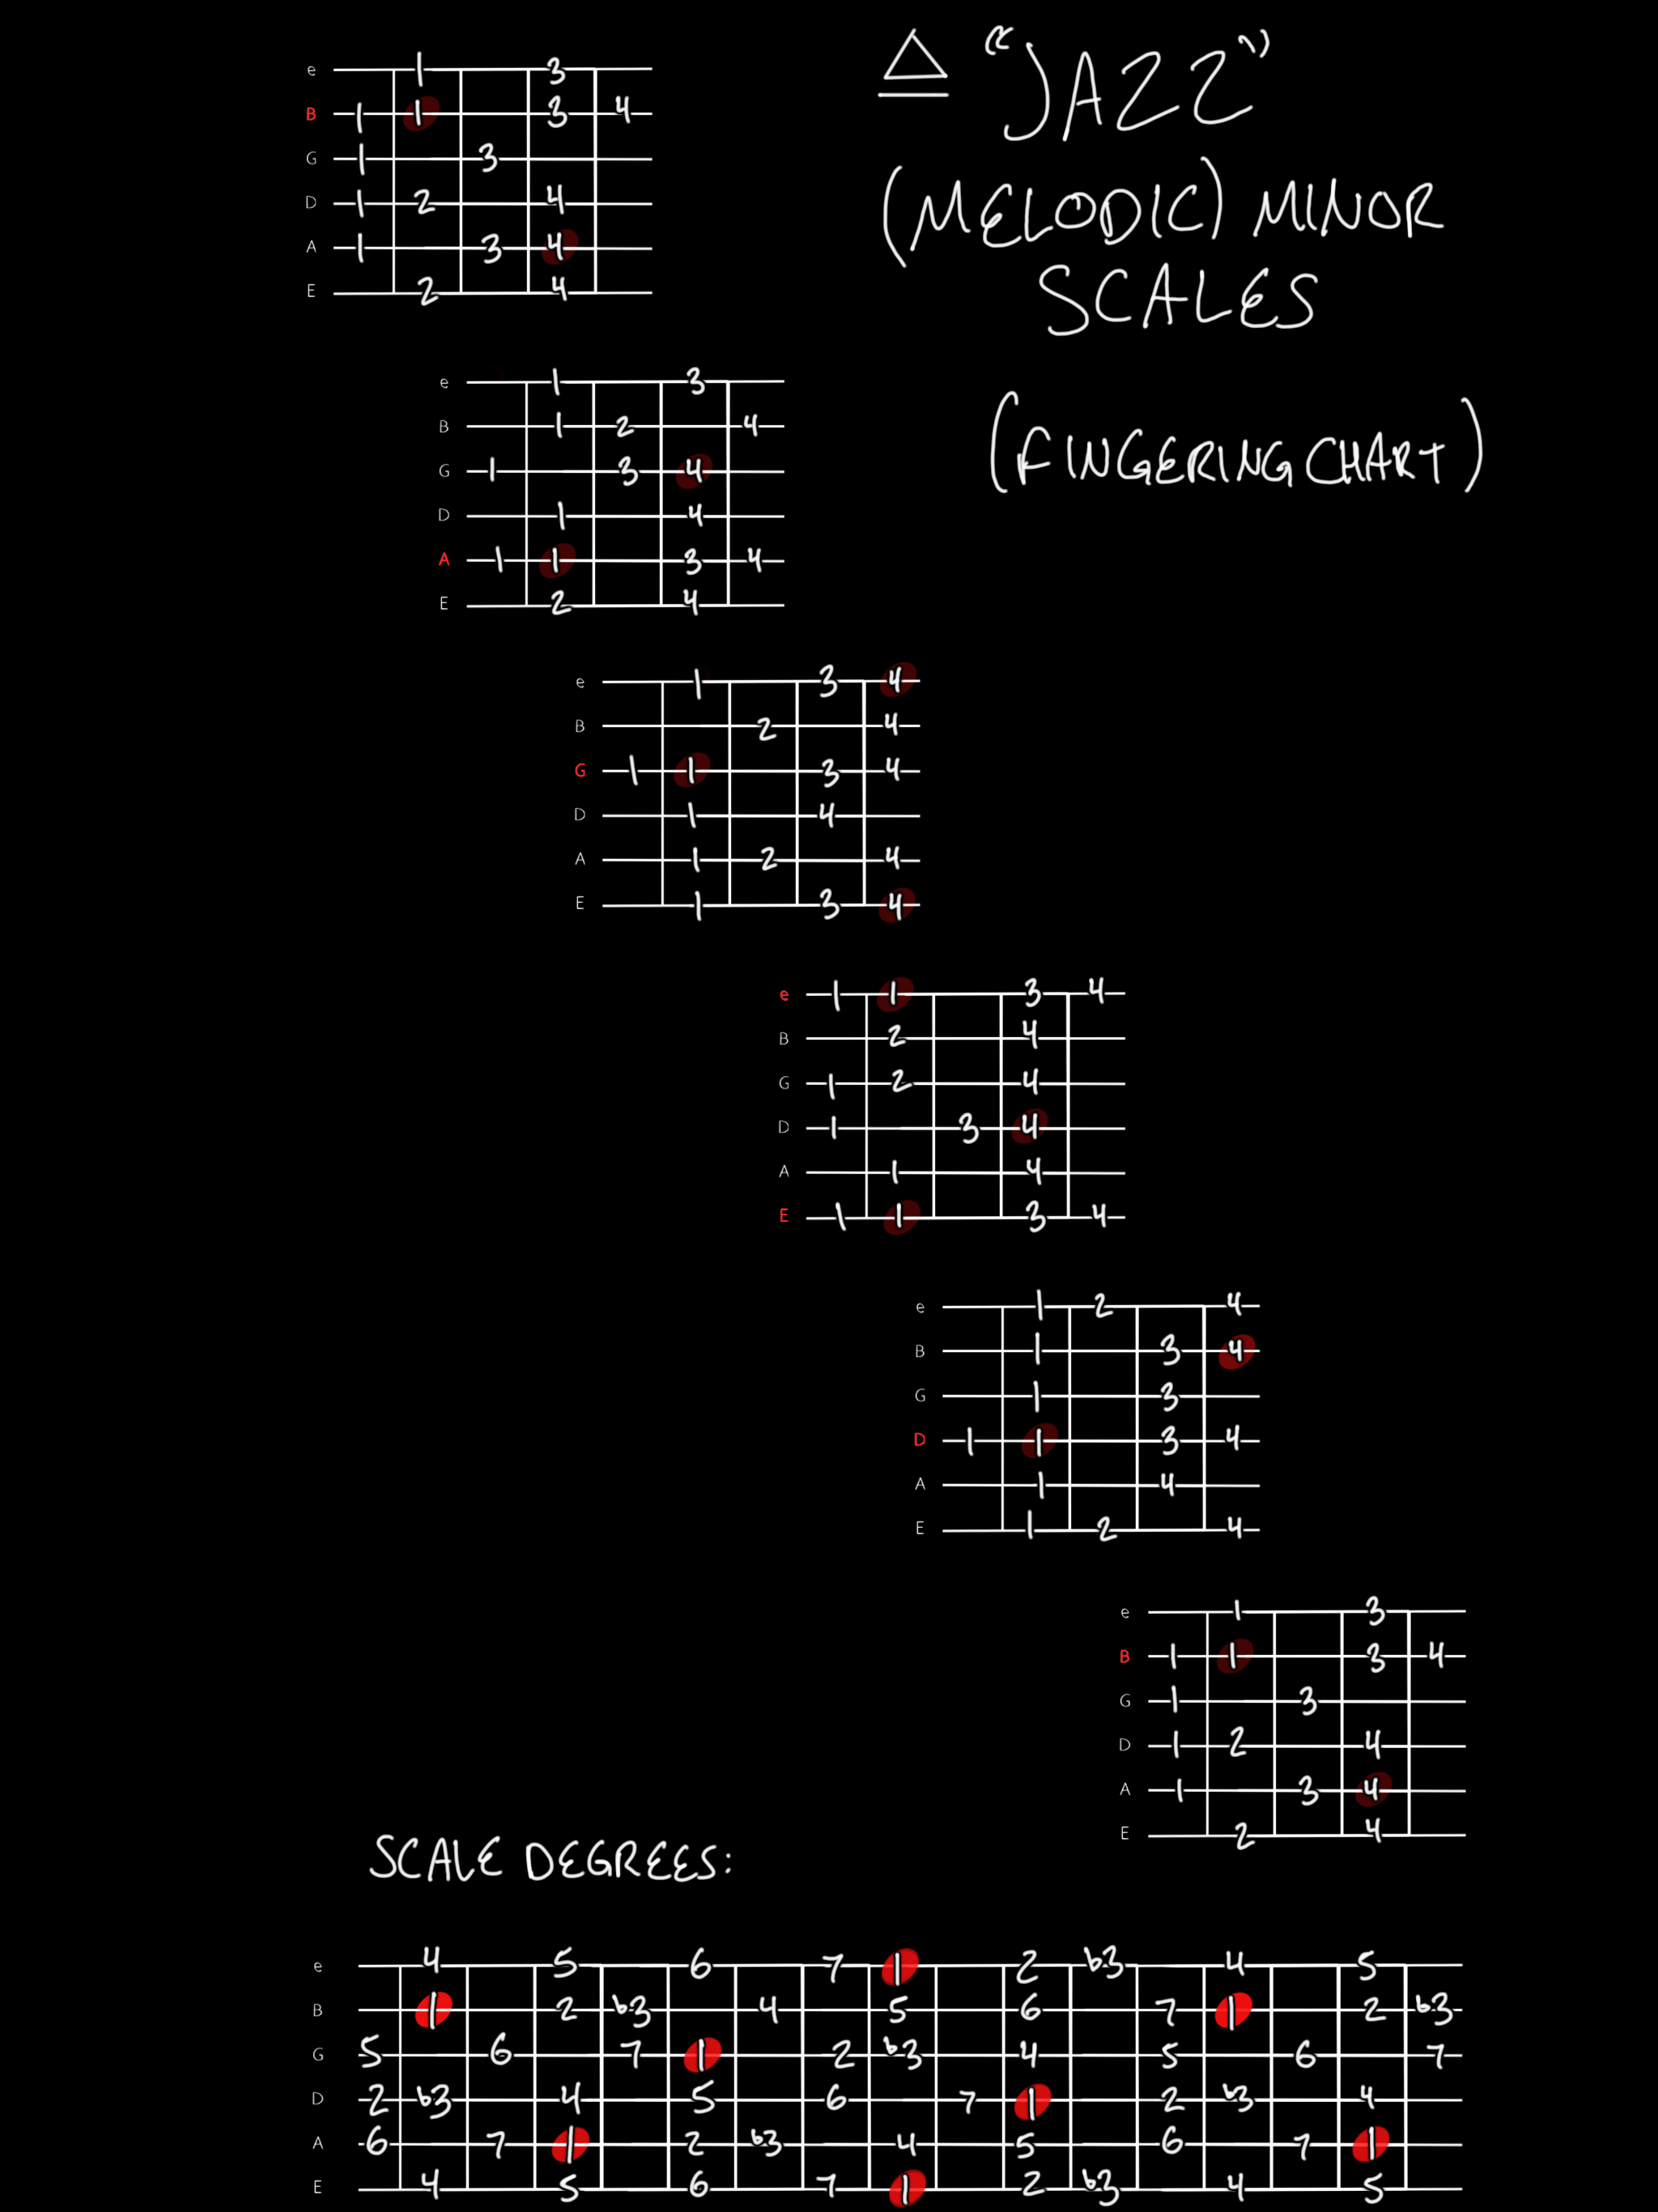 ≜ “JAZZ”
(MELODIC) MINOR
SCALES
(FINGERING CHART)
e 1 3
B 1 1 3 4
G 1 3
D 1 2 4
A 1 3 4
E 2 4
e 1 3
B 1 2 4
G 1 3 4
D 1 4
A 1 1 3 4
E 2 4
e 1 3 4
B 2 4
G 1 1 3 4
D 1 4
A 1 2 4
E 1 3 4
e 1 1 3 4
B 2 4
G 1 2 4
D 1 3 4
A 1 4
E 1 1 3 4
e 1 2 4
B 1 3 4
G 1 3
D 1 1 3 4
A 1 4
E 1 2 4
e 1 3
B 1 1 3 4
G 1 3
D 1 2 4
A 1 3 4
E 2 4
SCALE DEGREES:
e 4 5 6 7 1 2 b3 4 5
B 1 2 b3 4 5 6 7 1 2 b3
G 5 6 7 1 2 b3 4 5 6 7
D 2 b3 4 5 6 7 1 2 b3 4
A 6 7 1 2 b3 4 5 6 7 1
E 4 5 6 7 1 2 b3 4 5